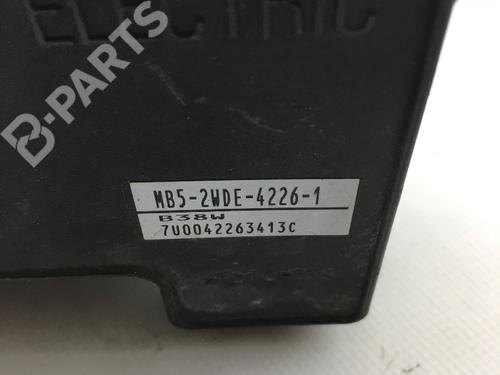 ELECTRIC
B-PARTS
MB5-2WDE-4226-1
B38W
7U0042263413C